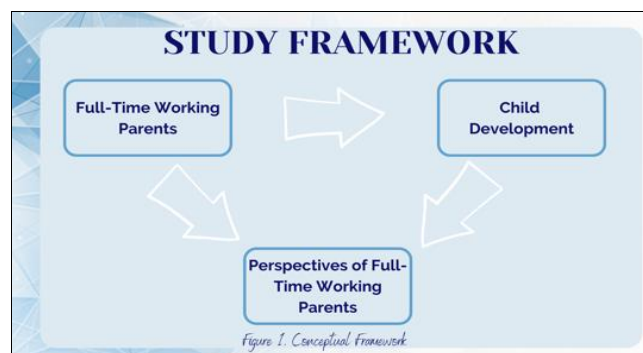 STUDY FRAMEWORK
Full-Time Working
Parents
Child
Development
Perspectives of Full-
Time Working
Parents
Figure 1. Conceptual Framework